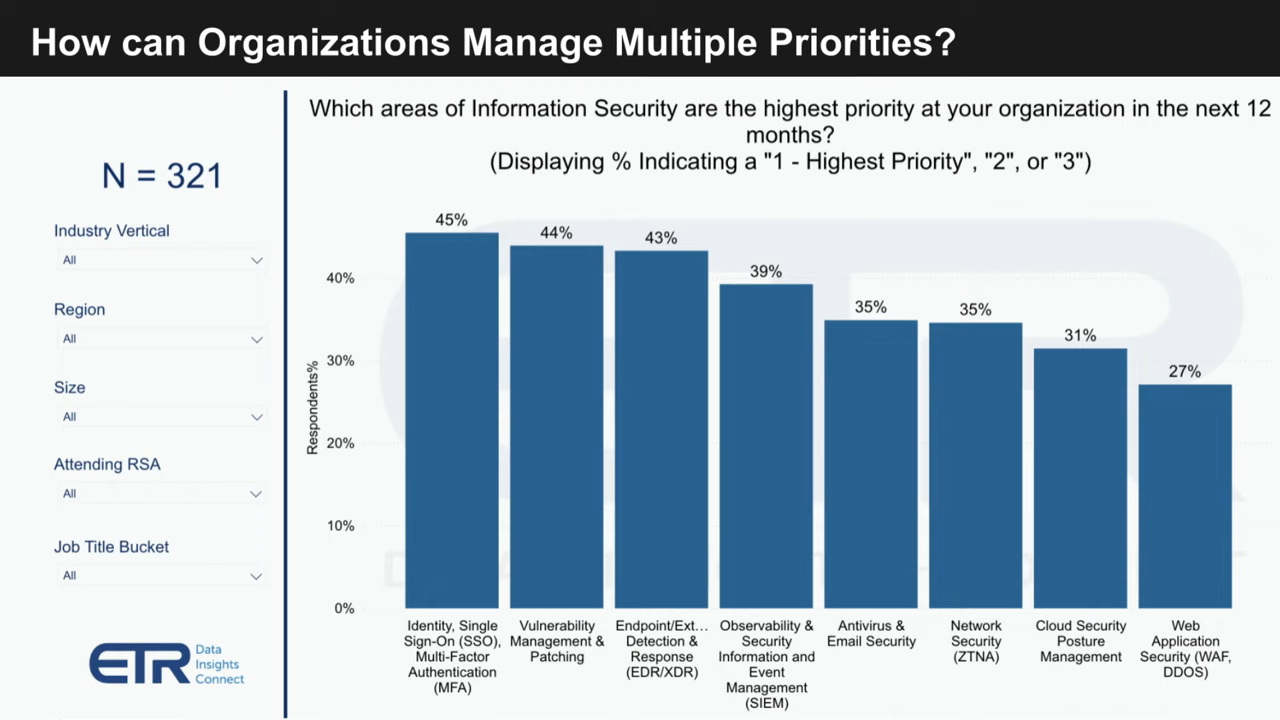 How can Organizations Manage Multiple Priorities?
N = 321
Industry Vertical
All
Region
All
Size
All
Attending RSA
All
Job Title Bucket
All
ETR
Data
Insights
Connect
Which areas of Information Security are the highest priority at your organization in the next 12
months?
(Displaying % Indicating a "1 - Highest Priority", "2", or "3")
Respondents%
40%
30%
20%
10%
0%
45%
44%
43%
39%
35%
35%
31%
27%
Identity, Single
Sign-On (SSO),
Multi-Factor
Authentication
(MFA)
Vulnerability
Management &
Patching
Endpoint/Ext…
Detection &
Response
(EDR/XDR)
Observability &
Security
Information and
Event
Management
(SIEM)
Antivirus &
Email Security
Network
Security
(ZTNA)
Cloud Security
Posture
Management
Web
Application
Security (WAF,
DDOS)